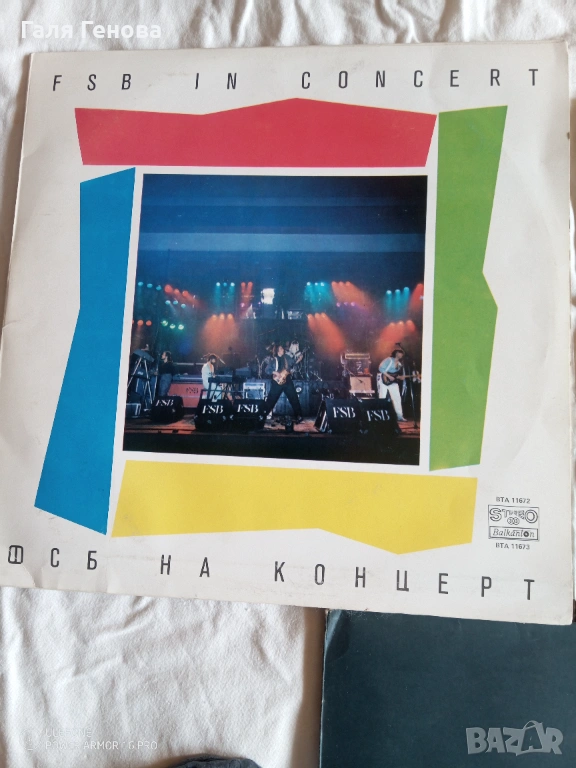 Галя Генова
FSB IN CONCERT
FSB FSB FSB FSB FSB
ВТА 11672
STEREO
Balkanton
ВТА 11673
ФСБ НА КОНЦЕРТ
BAZAR